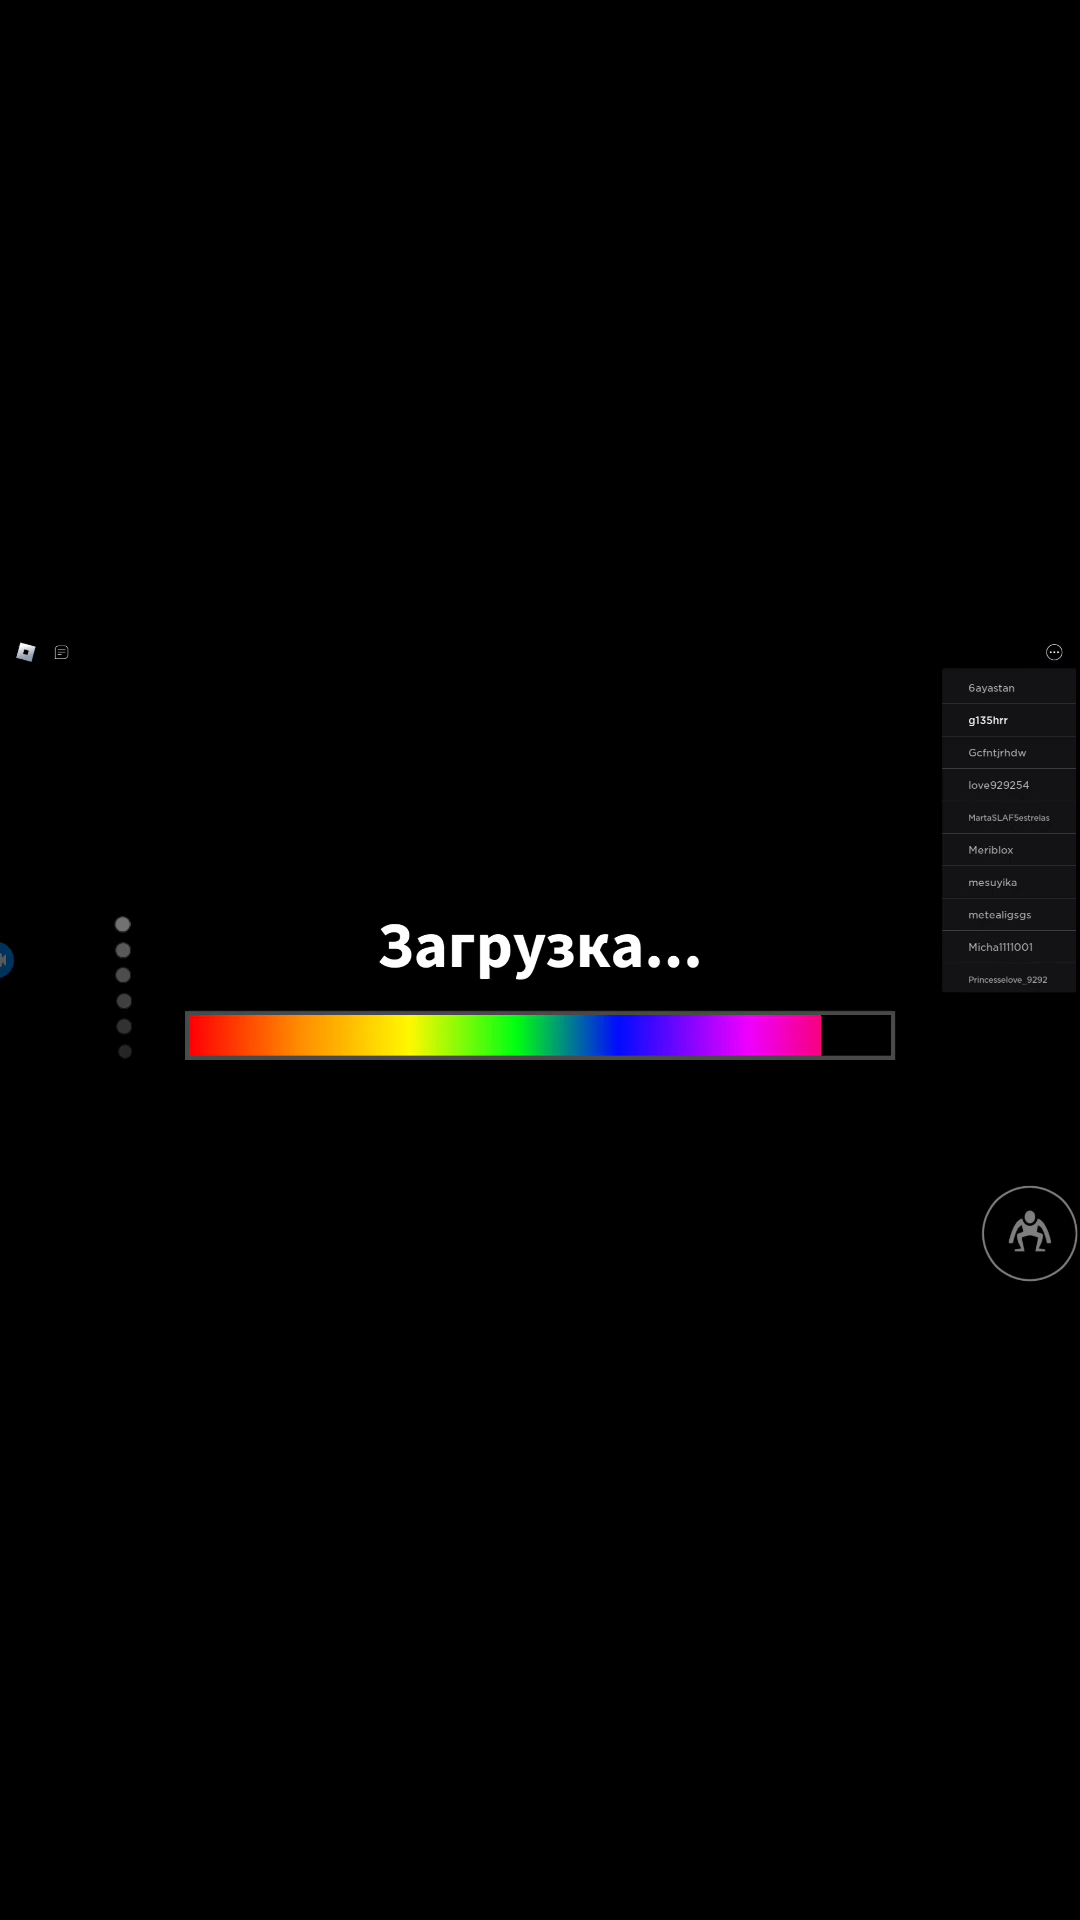 6ayastan
g135hrr
Gcfntjrhdw
love929254
MartaSLAF5estrelas
Meriblox
mesuyika
metealigsgs
Micha1111001
Princesselove_9292
Загрузка...